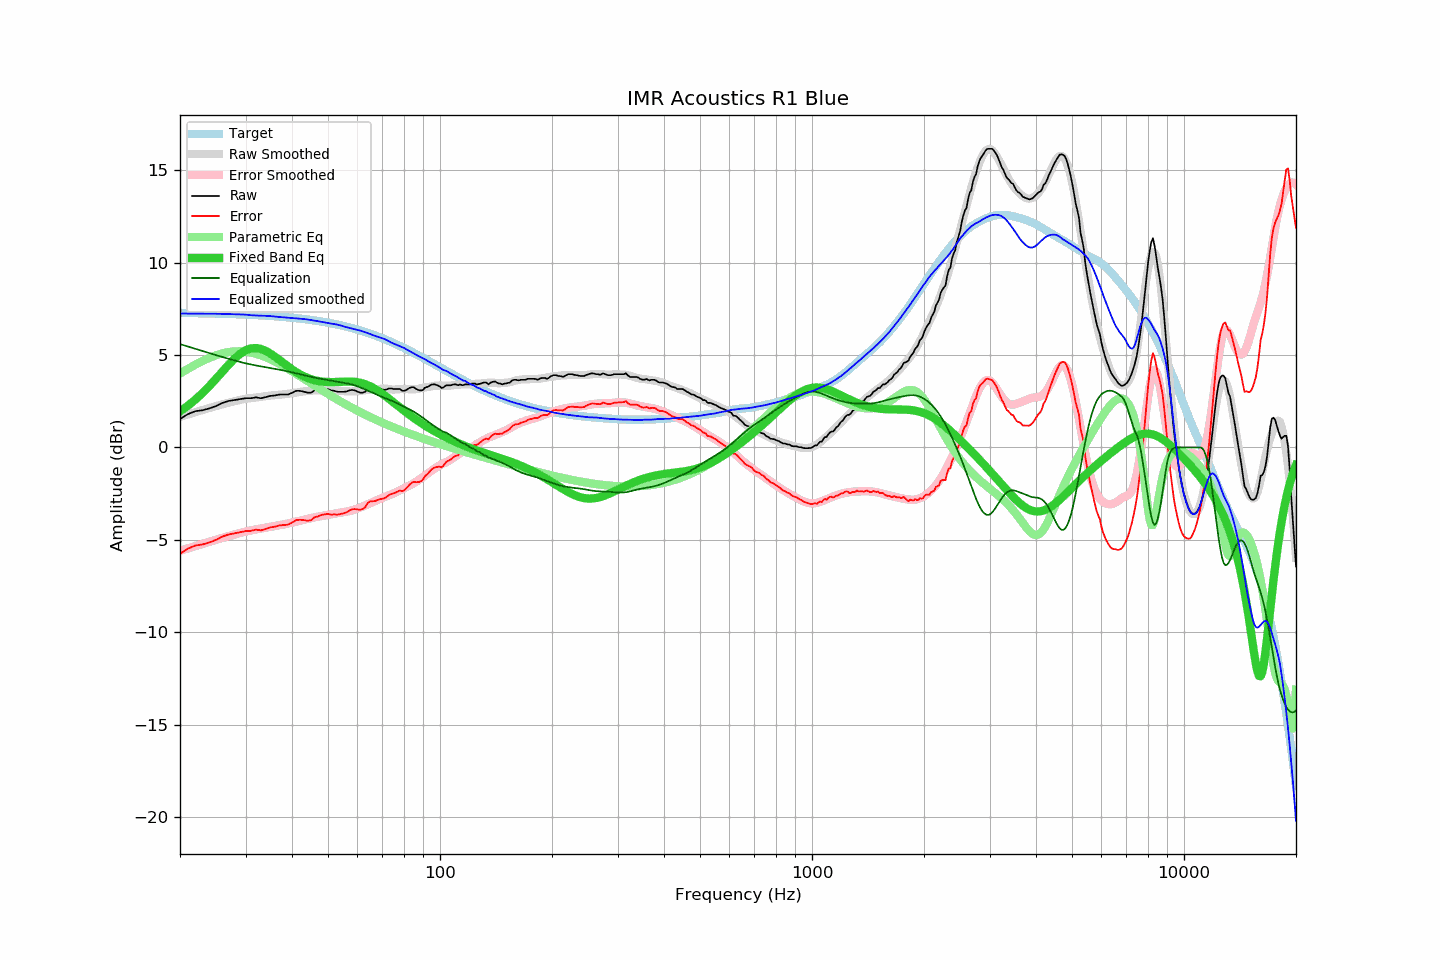 IMR Acoustics R1 Blue
Target
Raw Smoothed
Error Smoothed
Raw
Error
Parametric Eq
Fixed Band Eq
Equalization
Equalized smoothed
15
10
5
0
−5
−10
−15
−20
Amplitude (dBr)
100
1000
10000
Frequency (Hz)